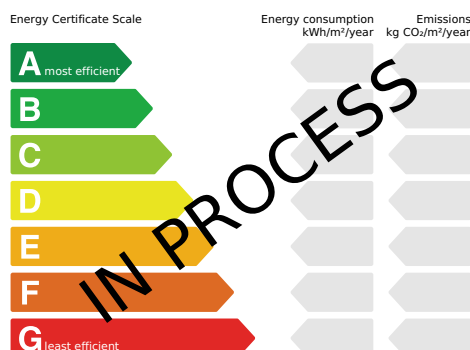 Energy Certificate Scale
Energy consumption
kWh/m²/year
Emissions
kg CO₂/m²/year
A most efficient
B
C
D
E
F
G least efficient
IN PROCESS